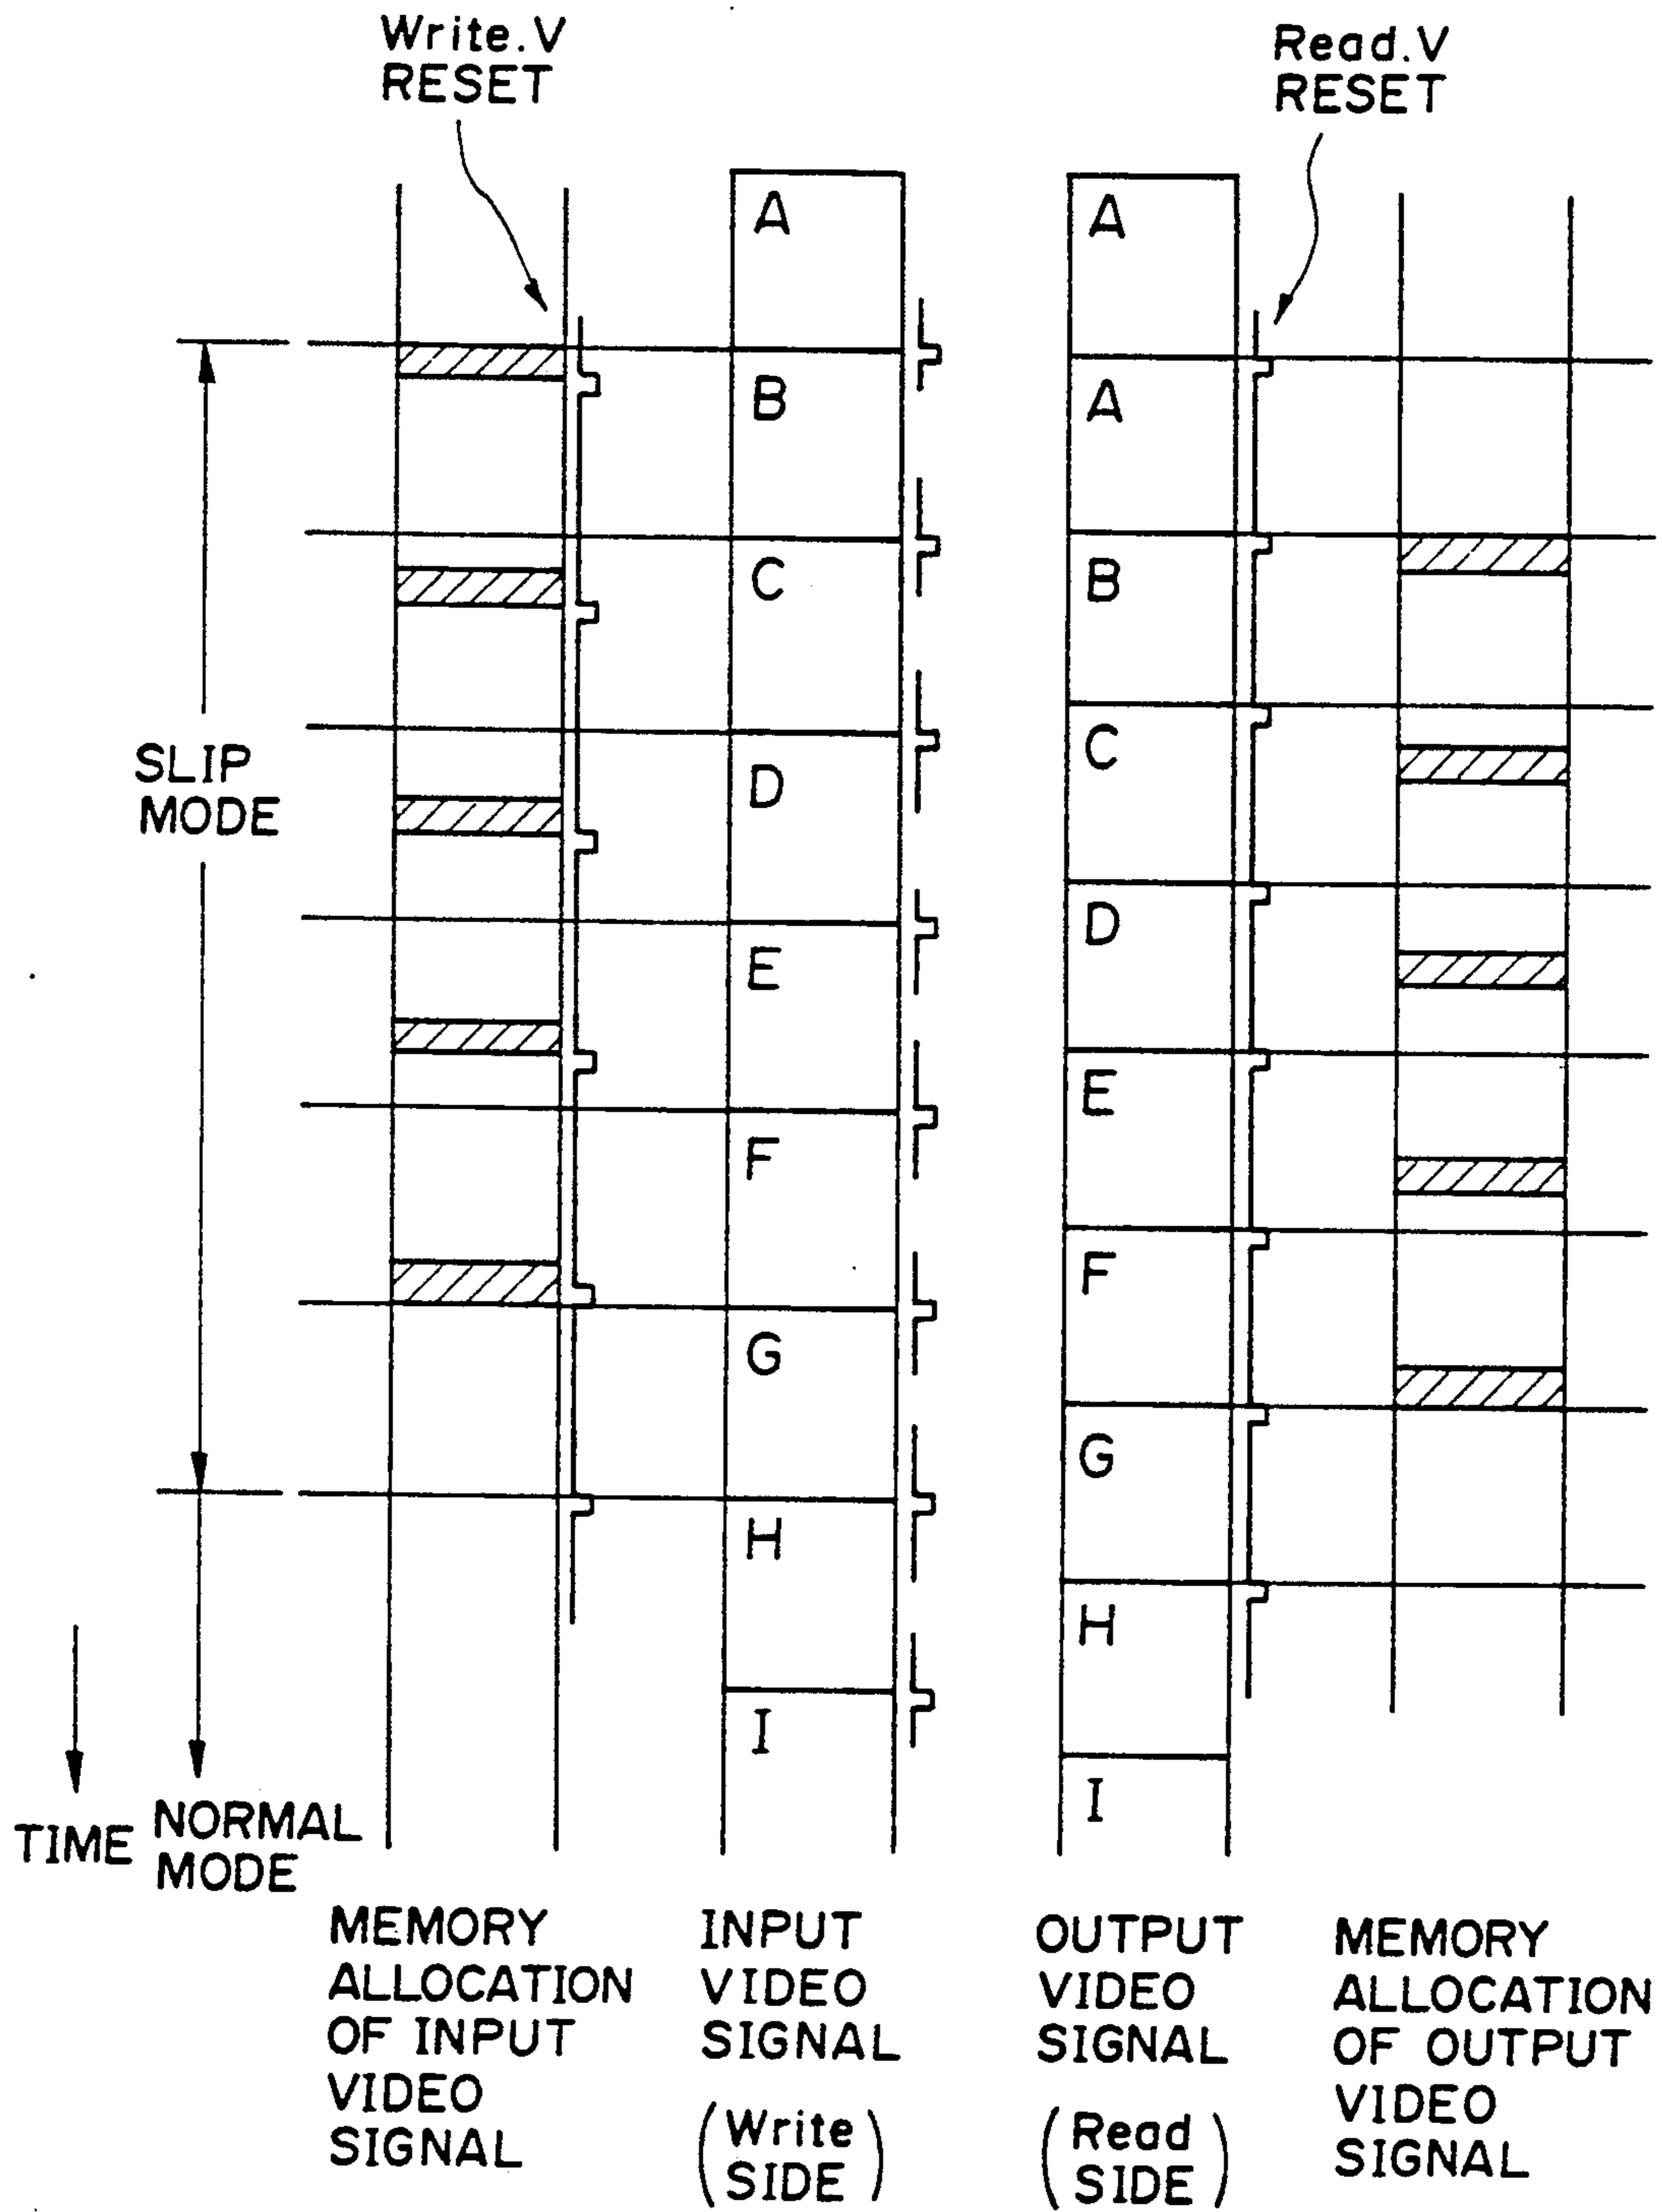 Write.V
RESET
Read.V
RESET
A
B
C
D
E
F
G
H
I
A
A
B
C
D
E
F
G
H
I
SLIP
MODE
TIME
NORMAL
MODE
MEMORY
ALLOCATION
OF INPUT
VIDEO
SIGNAL
INPUT
VIDEO
SIGNAL
(Write
SIDE)
OUTPUT
VIDEO
SIGNAL
(Read
SIDE)
MEMORY
ALLOCATION
OF OUTPUT
VIDEO
SIGNAL